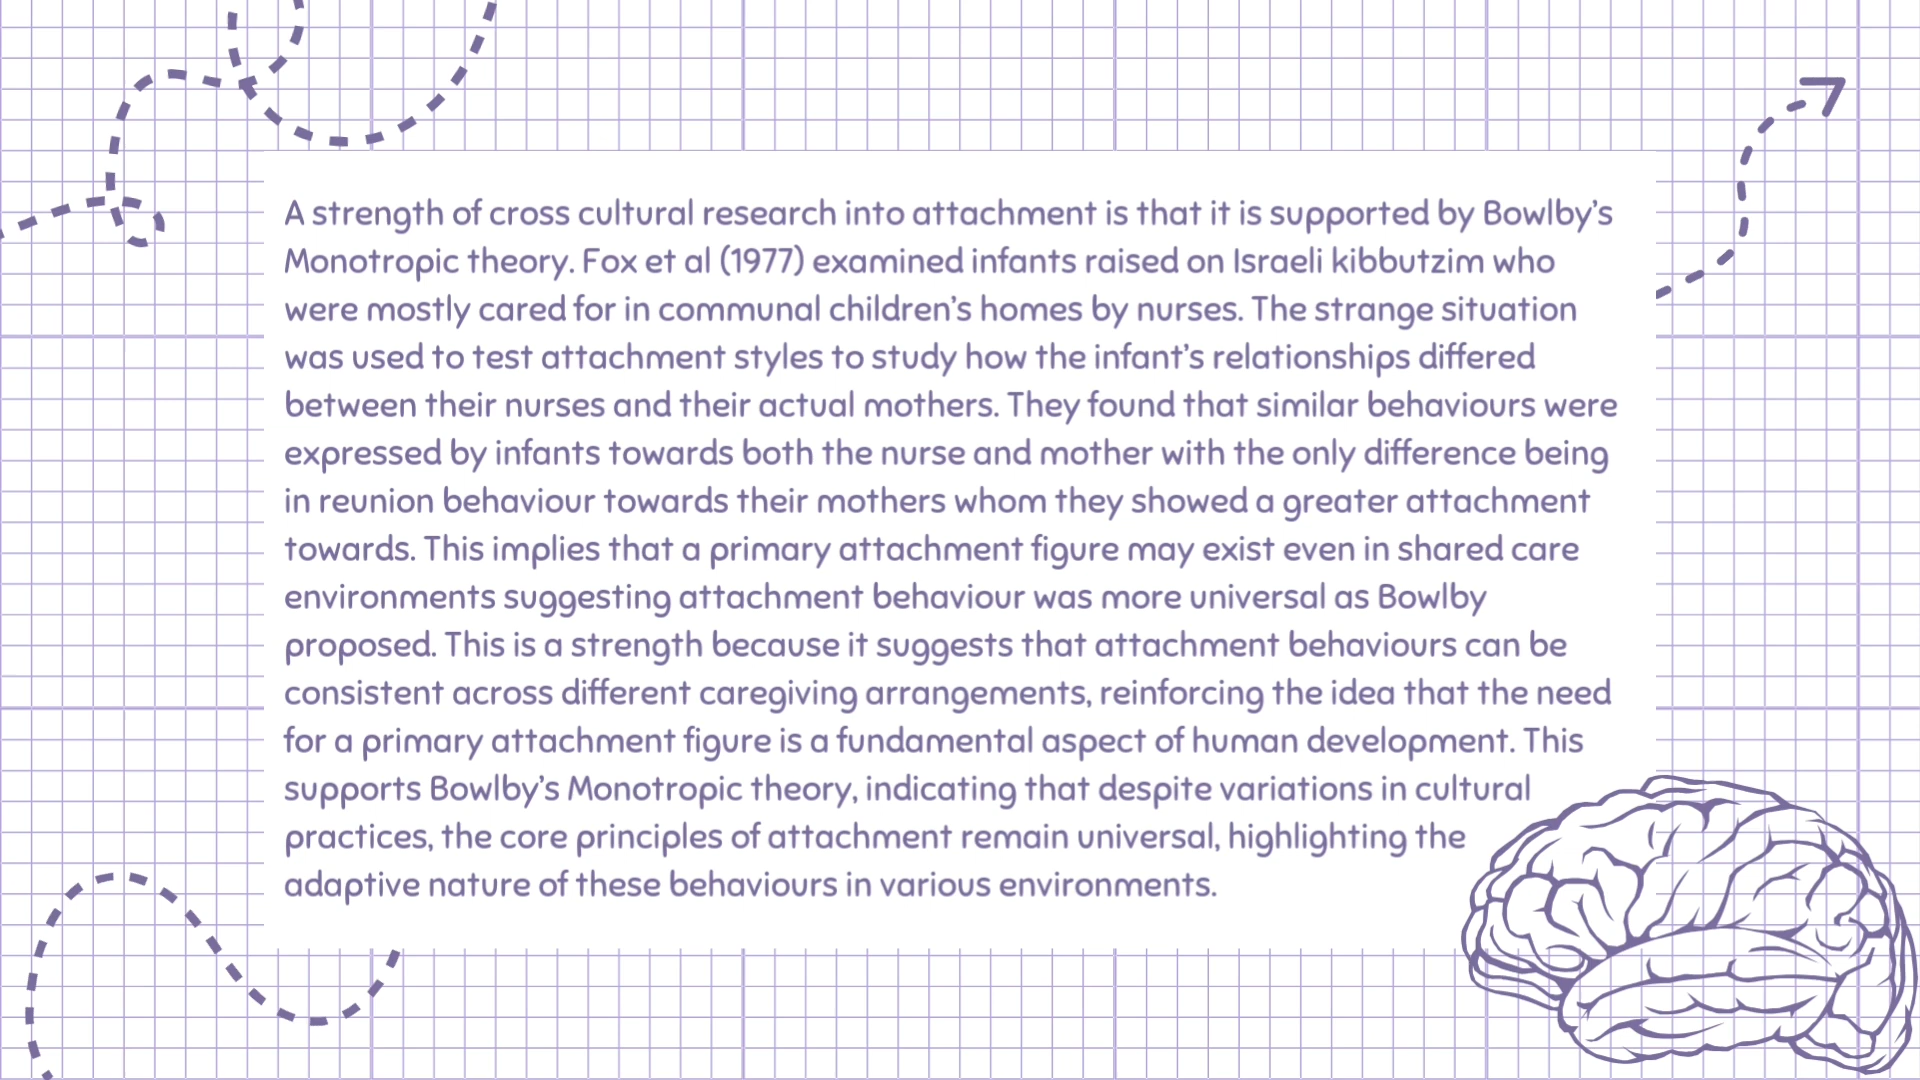 A strength of cross cultural research into attachment is that it is supported by Bowlby's
Monotropic theory. Fox et al (1977) examined infants raised on Israeli kibbutzim who
were mostly cared for in communal children's homes by nurses. The strange situation
was used to test attachment styles to study how the infant's relationships differed
between their nurses and their actual mothers. They found that similar behaviours were
expressed by infants towards both the nurse and mother with the only difference being
in reunion behaviour towards their mothers whom they showed a greater attachment
towards. This implies that a primary attachment figure may exist even in shared care
environments suggesting attachment behaviour was more universal as Bowlby
proposed. This is a strength because it suggests that attachment behaviours can be
consistent across different caregiving arrangements, reinforcing the idea that the need
for a primary attachment figure is a fundamental aspect of human development. This
supports Bowlby's Monotropic theory, indicating that despite variations in cultural
practices, the core principles of attachment remain universal, highlighting the
adaptive nature of these behaviours in various environments.